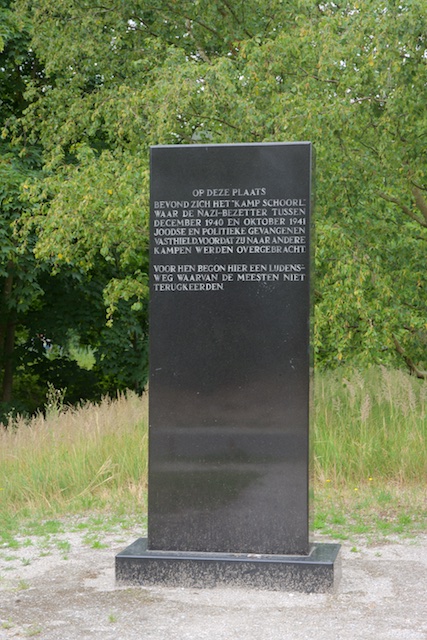 OP DEZE PLAATS
BEVOND ZICH HET "KAMP SCHOORL"
WAAR DE NAZI-BEZETTER TUSSEN
DECEMBER 1940 EN OKTOBER 1941
JOODSE EN POLITIEKE GEVANGENEN
VASTHIELD, VOORDAT ZIJ NAAR ANDERE
KAMPEN WERDEN OVERGEBRACHT.
VOOR HEN BEGON HIER EEN LIJDENS-
WEG WAARVAN DE MEESTEN NIET
TERUGKEERDEN.